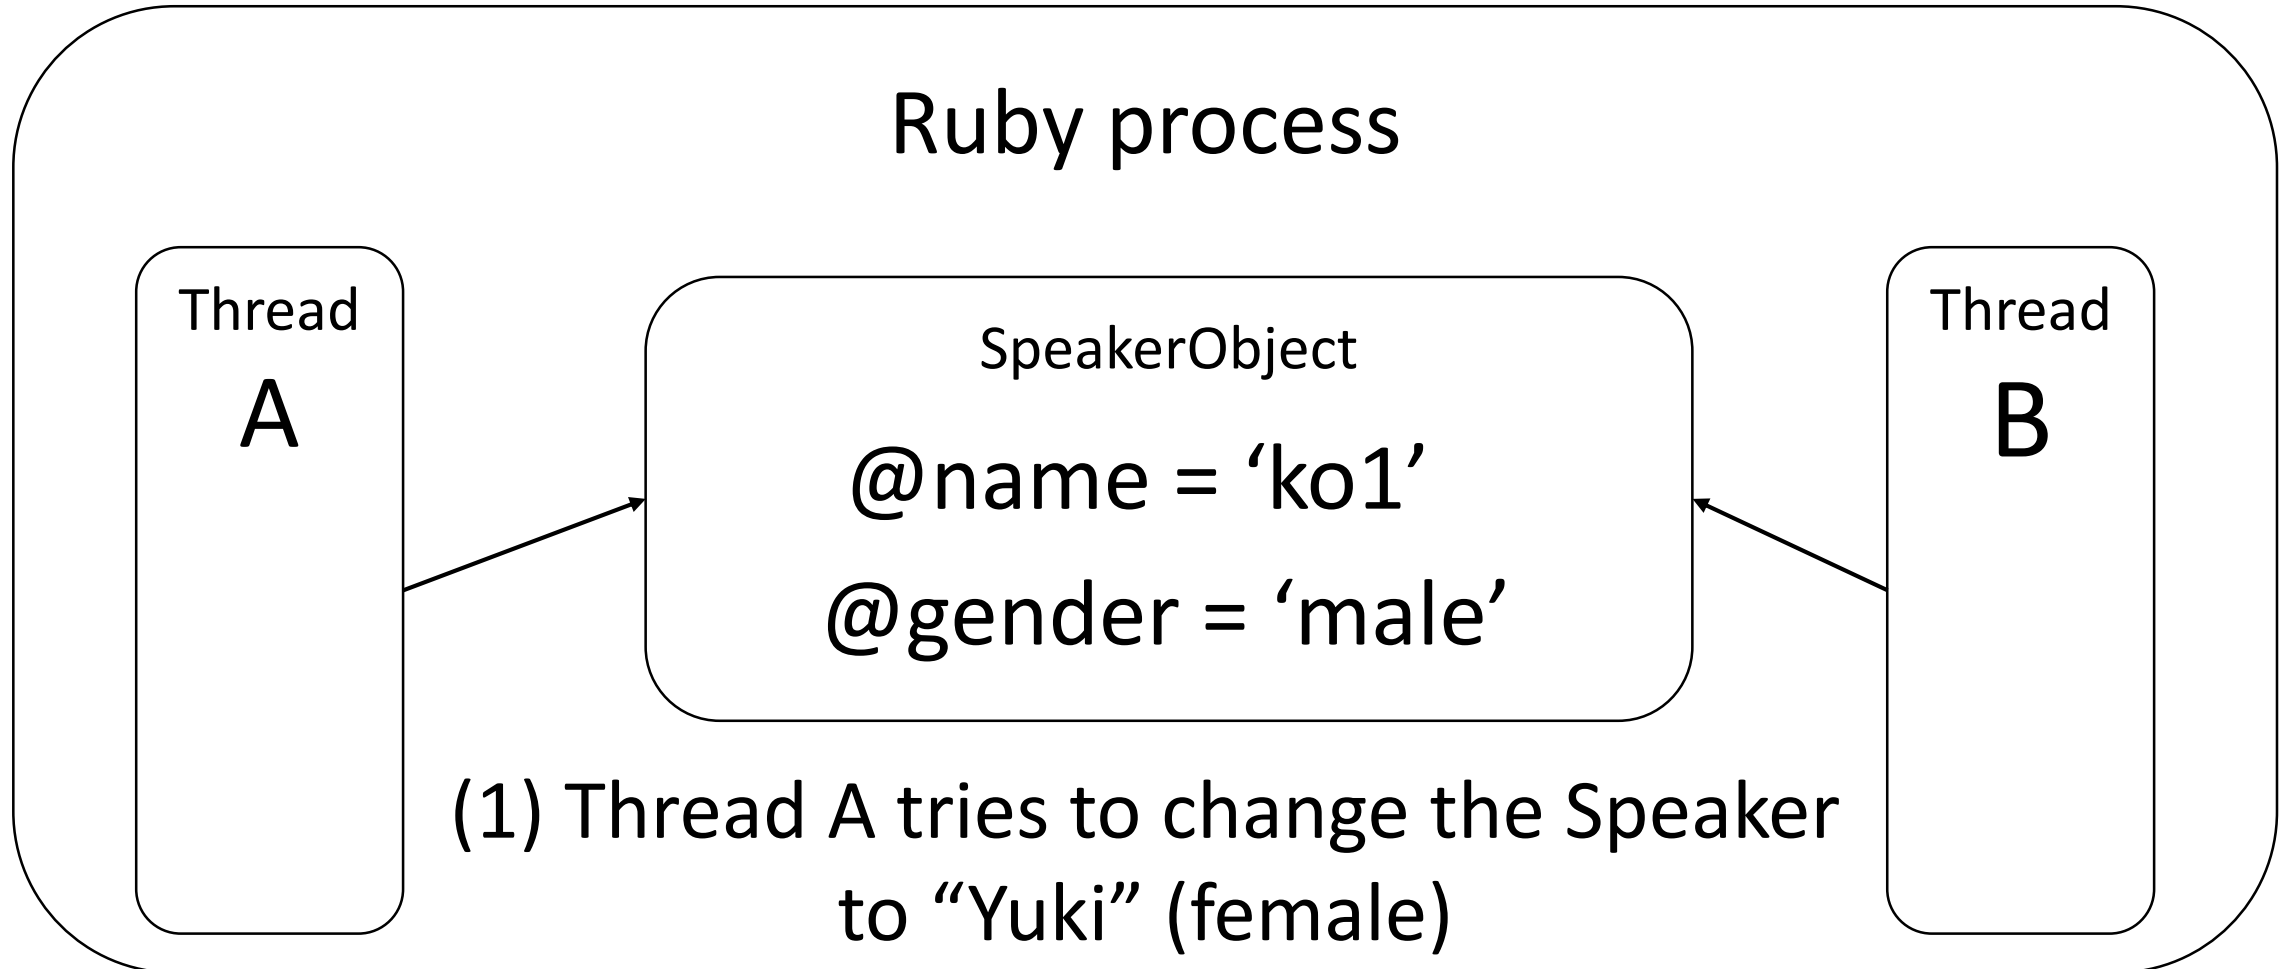 Ruby process
Thread
A
SpeakerObject
@name = ‘ko1’
@gender = ‘male’
Thread
B
(1) Thread A tries to change the Speaker
to “Yuki” (female)